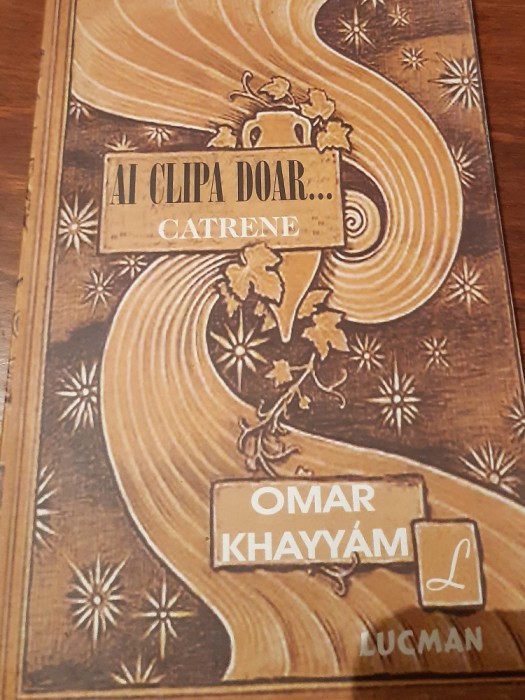 AI CLIPA DOAR...
CATRENE
OMAR
KHAYYÁM
L
LUCMAN